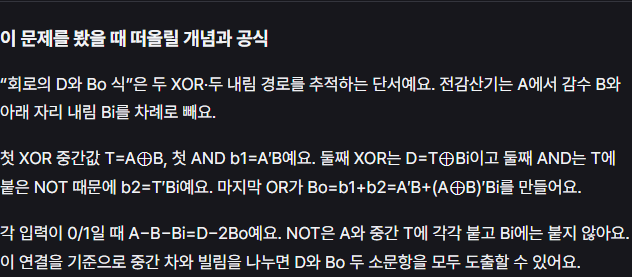 이 문제를 봤을 때 떠올릴 개념과 공식
“회로의 D와 Bo 식”은 두 XOR·두 내림 경로를 추적하는 단서예요. 전감산기는 A에서 감수 B와
아래 자리 내림 Bi를 차례로 빼요.
첫 XOR 중간값 T=A⊕B, 첫 AND b1=A′B예요. 둘째 XOR는 D=T⊕Bi이고 둘째 AND는 T에
붙은 NOT 때문에 b2=T′Bi예요. 마지막 OR가 Bo=b1+b2=A′B+(A⊕B)′Bi를 만들어요.
각 입력이 0/1일 때 A−B−Bi=D−2Bo예요. NOT은 A와 중간 T에 각각 붙고 Bi에는 붙지 않아요.
이 연결을 기준으로 중간 차와 빌림을 나누면 D와 Bo 두 소문항을 모두 도출할 수 있어요.